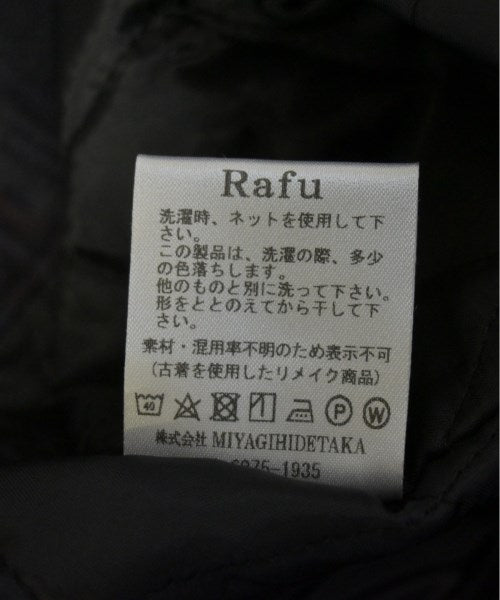 Rafu
洗濯時、ネットを使用して下
さい。
この製品は、洗濯の際、多少
の色落ちします。
他のものと別に洗って下さい。
形をととのえてから干して下
さい。
素材・混用率不明のため表示不可
(古着を使用したリメイク商品)
40 P W
株式会社 MIYAGIHIDETAKA
-1935